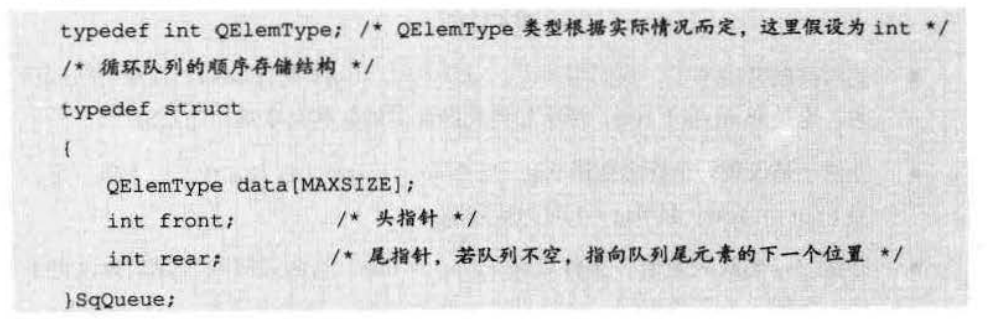 typedef int QElemType; /* QElemType 类型根据实际情况而定，这里假设为 int */
/* 循环队列的顺序存储结构 */
typedef struct
{
QElemType data[MAXSIZE];
int front; /* 头指针 */
int rear; /* 尾指针，若队列不空，指向队列尾元素的下一个位置 */
}SqQueue;